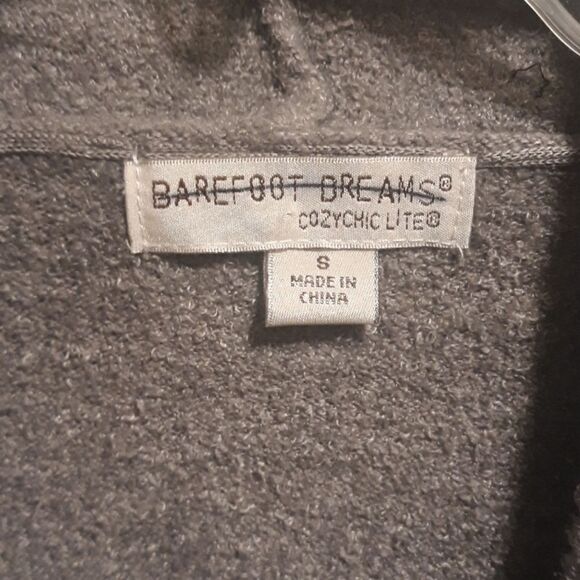 BAREFOOT DREAMS®
COZYCHIC LITE®
S
MADE IN
CHINA